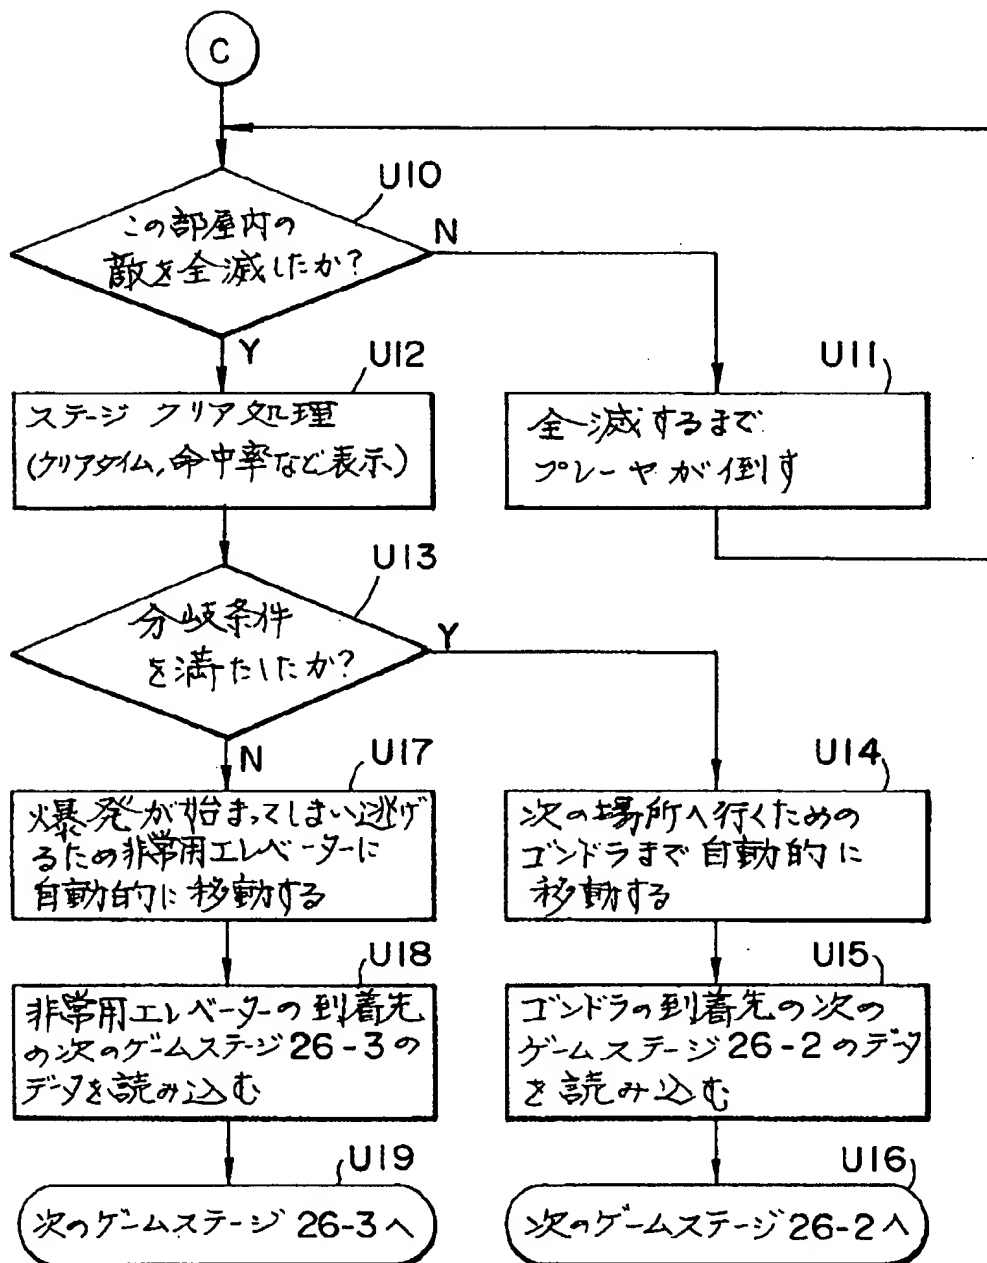 C
U10
この部屋内の
敵を全滅したか?
N
Y
U12
ステージ クリア処理
(クリアタイム,命中率など表示)
U11
全滅するまで
プレーヤが倒す
U13
分岐条件
を満たしたか?
Y
N
U17
爆発が始まってしまい逃げ
るため非常用エレベーターに
自動的に移動する
U14
次の場所へ行くための
ゴンドラまで自動的に
移動する
U18
非常用エレベーターの到着先
の次のゲームステージ26-3の
データを読み込む
U15
ゴンドラの到着先の次の
ゲームステージ26-2のデータ
を読み込む
U19
次のゲームステージ 26-3へ
U16
次のゲームステージ26-2へ